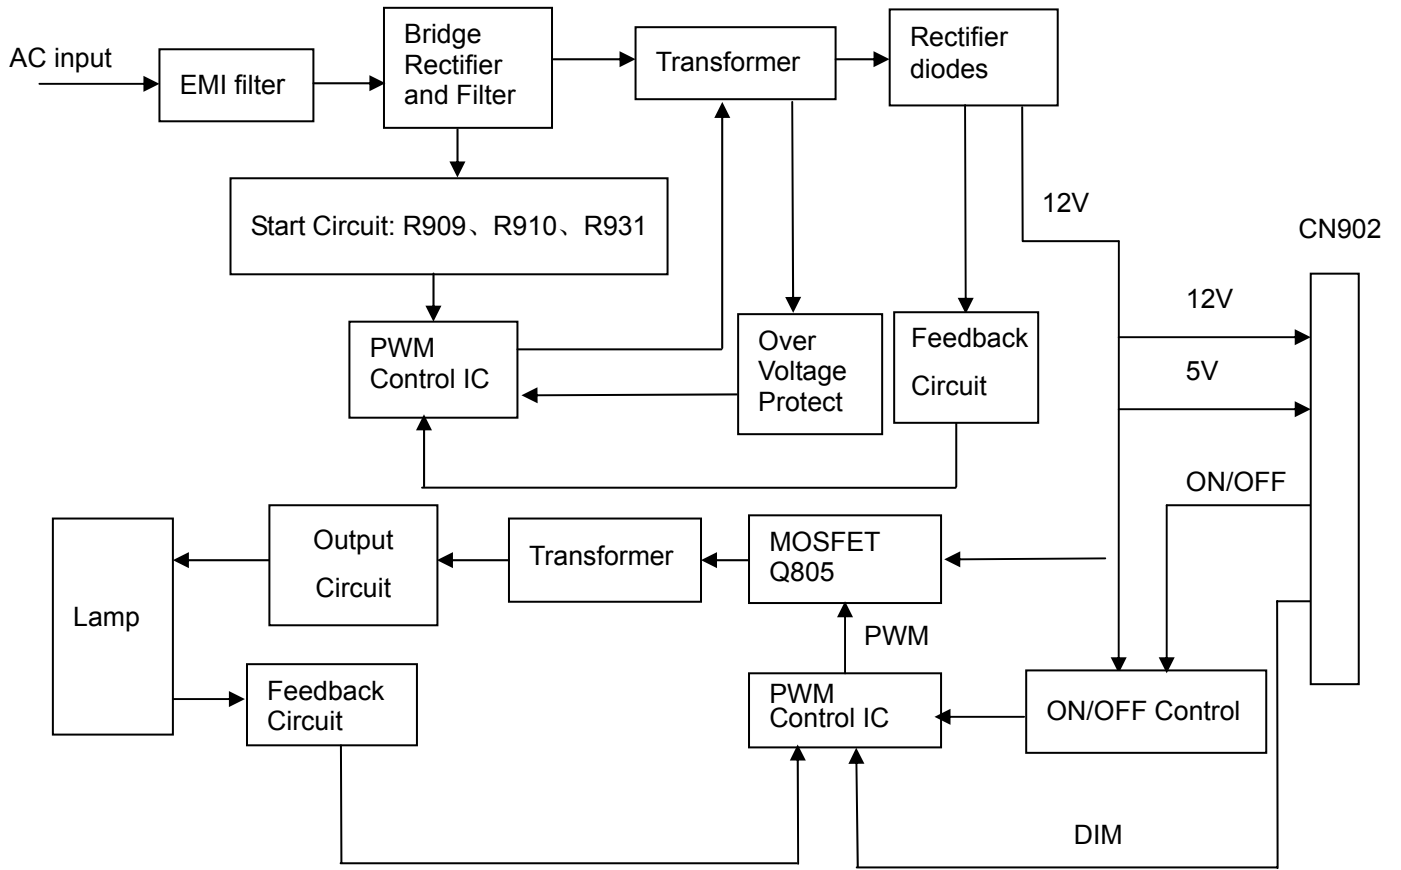 AC input
EMI filter
Bridge
Rectifier
and Filter
Transformer
Rectifier
diodes
Start Circuit: R909、R910、R931
12V
CN902
12V
PWM
Control IC
Over
Voltage
Protect
Feedback
Circuit
5V
ON/OFF
Lamp
Output
Circuit
Transformer
MOSFET
Q805
PWM
Feedback
Circuit
PWM
Control IC
ON/OFF Control
DIM